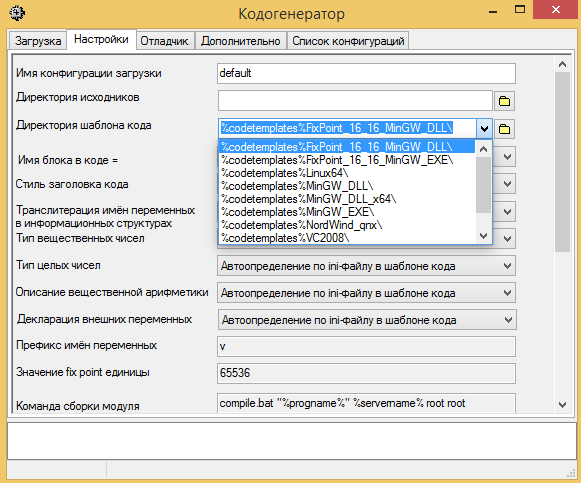 Кодогенератор
Загрузка Настройки Отладчик Дополнительно Список конфигураций
Имя конфигурации загрузки default
Директория исходников
Директория шаблона кода %codetemplates%FixPoint_16_16_MinGW_DLL\
%codetemplates%FixPoint_16_16_MinGW_DLL\
Имя блока в коде = %codetemplates%FixPoint_16_16_MinGW_EXE\
%codetemplates%Linux64\
Стиль заголовка кода %codetemplates%MinGW_DLL\
%codetemplates%MinGW_DLL_x64\
Транслитерация имён переменных %codetemplates%MinGW_EXE\
в информационных структурах %codetemplates%NordWind_qnx\
Тип вещественных чисел %codetemplates%VC2008\
Тип целых чисел Автоопределение по ini-файлу в шаблоне кода
Описание вещественной арифметики Автоопределение по ini-файлу в шаблоне кода
Декларация внешних переменных Автоопределение по ini-файлу в шаблоне кода
Префикс имён переменных v
Значение fix point единицы 65536
Команда сборки модуля compile.bat "%progname%" %servername% root root